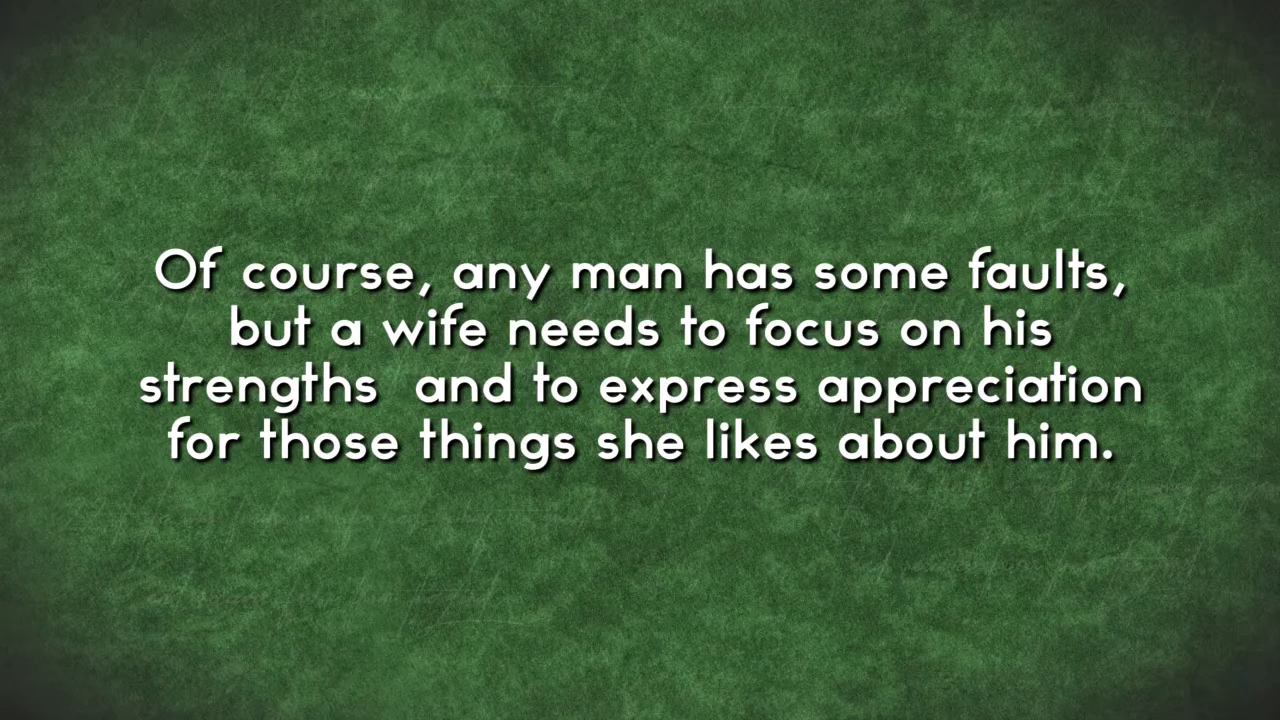 Of course, any man has some faults,
but a wife needs to focus on his
strengths  and to express appreciation
for those things she likes about him.